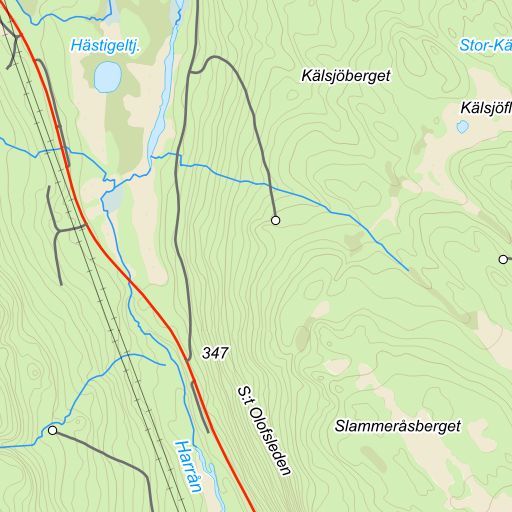 Hästigeltj.
Stor-Kä
Kälsjöberget
Kälsjöfl
347
S:t Olofsleden
Slammeråsberget
Harrån